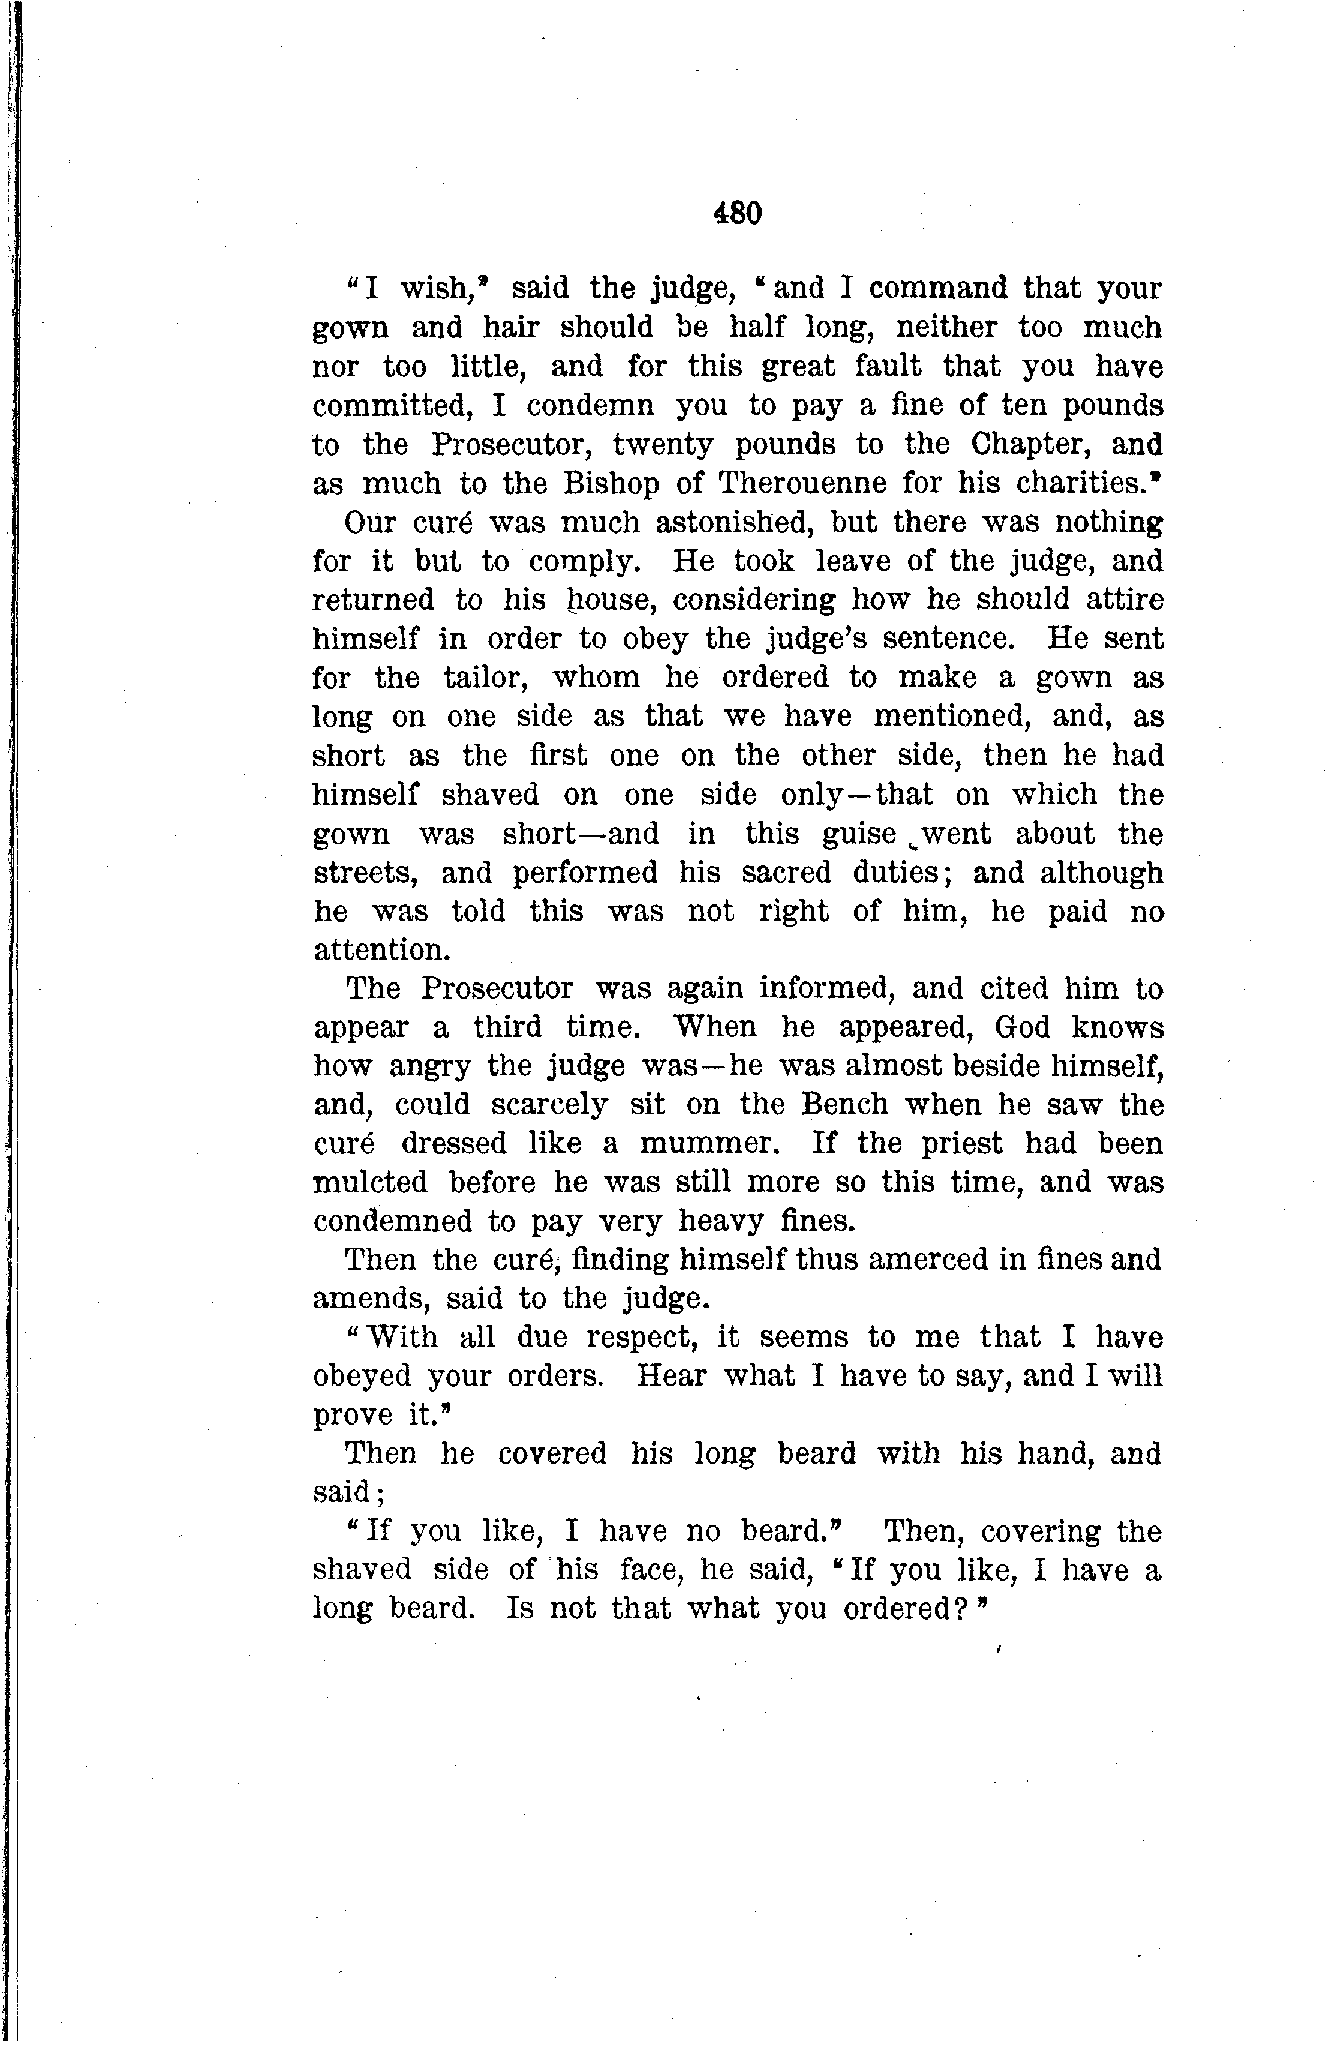 480
"I wish," said the judge, "and I command that your
gown and hair should be half long, neither too much
nor too little, and for this great fault that you have
committed, I condemn you to pay a fine of ten pounds
to the Prosecutor, twenty pounds to the Chapter, and
as much to the Bishop of Therouenne for his charities."
Our curé was much astonished, but there was nothing
for it but to comply. He took leave of the judge, and
returned to his house, considering how he should attire
himself in order to obey the judge's sentence. He sent
for the tailor, whom he ordered to make a gown as
long on one side as that we have mentioned, and, as
short as the first one on the other side, then he had
himself shaved on one side only—that on which the
gown was short—and in this guise went about the
streets, and performed his sacred duties; and although
he was told this was not right of him, he paid no
attention.
The Prosecutor was again informed, and cited him to
appear a third time. When he appeared, God knows
how angry the judge was—he was almost beside himself,
and, could scarcely sit on the Bench when he saw the
curé dressed like a mummer. If the priest had been
mulcted before he was still more so this time, and was
condemned to pay very heavy fines.
Then the curé, finding himself thus amerced in fines and
amends, said to the judge.
"With all due respect, it seems to me that I have
obeyed your orders. Hear what I have to say, and I will
prove it."
Then he covered his long beard with his hand, and
said;
"If you like, I have no beard." Then, covering the
shaved side of his face, he said, "If you like, I have a
long beard. Is not that what you ordered?"